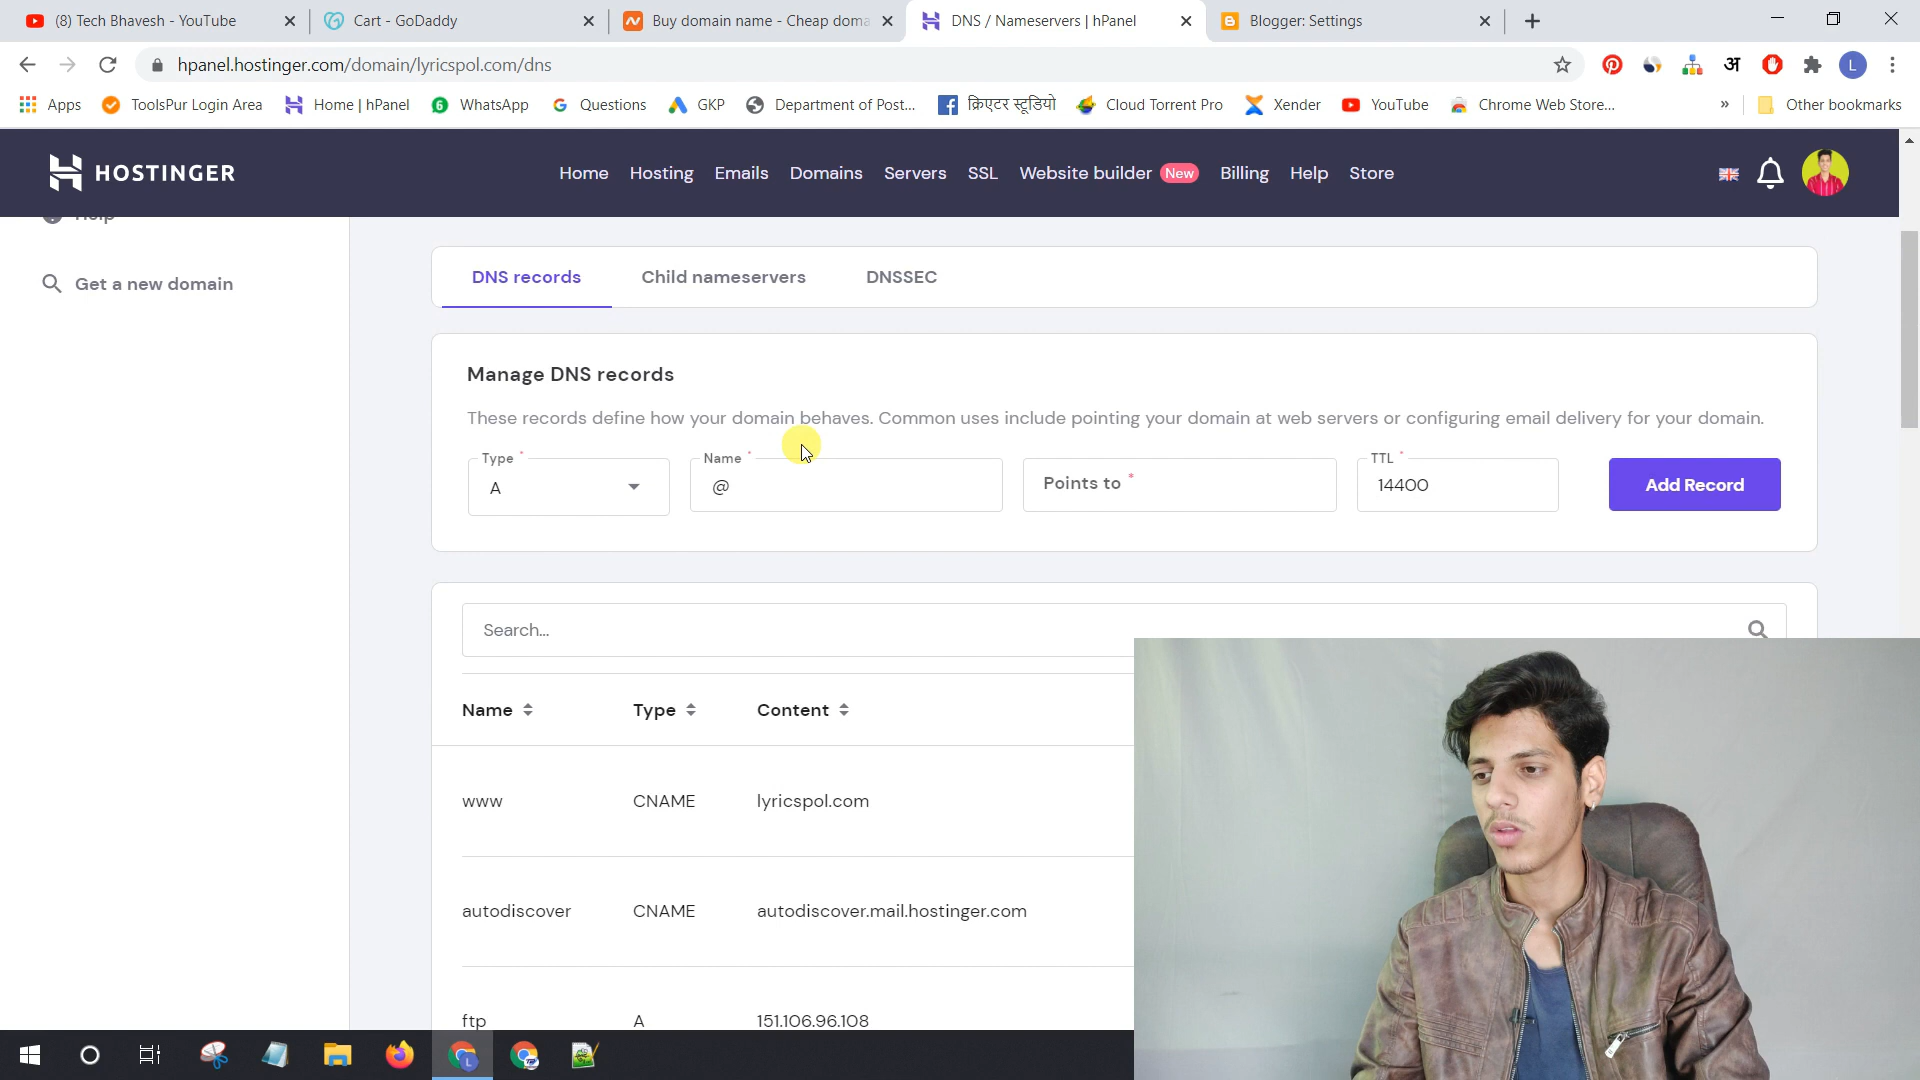 (8) Tech Bhavesh - YouTube
Cart - GoDaddy
Buy domain name - Cheap doma
DNS / Nameservers | hPanel
Blogger: Settings
hpanel.hostinger.com/domain/lyricspol.com/dns
अ
L
Apps
ToolsPur Login Area
Home | hPanel
6
WhatsApp
Questions
GKP
Department of Post...
क्रिएटर स्टूडियो
Cloud Torrent Pro
Xender
YouTube
Chrome Web Store...
»
Other bookmarks
HOSTINGER
Home
Hosting
Emails
Domains
Servers
SSL
Website builder New
Billing
Help
Store
Help
Get a new domain
DNS records
Child nameservers
DNSSEC
Manage DNS records
These records define how your domain behaves. Common uses include pointing your domain at web servers or configuring email delivery for your domain.
Type *
A
Name *
@
Points to *
TTL *
14400
Add Record
Search...
Name Type Content
www CNAME lyricspol.com
autodiscover CNAME autodiscover.mail.hostinger.com
ftp A 151.106.96.108